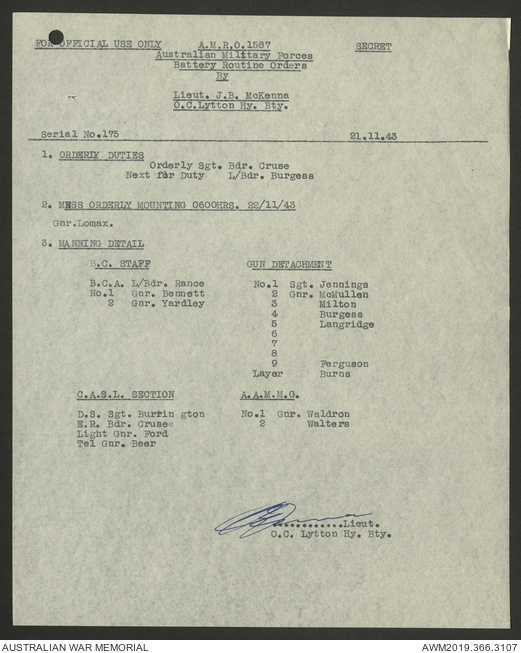 FOR OFFICIAL USE ONLY A.M.R.O.1587 SECRET
Australian Military Forces
Battery Routine Orders
By
Lieut. J.B. McKenna
O.C.Lytton Hy. Bty.
Serial No.175 21.11.43
1. ORDERLY DUTIES
Orderly Sgt. Bdr. Cruse
Next for Duty L/Bdr. Burgess
2. MESS ORDERLY MOUNTING 0600HRS. 22/11/43
Gnr.Lomax.
3. MANNING DETAIL
B.C. STAFF
B.C.A. L/Bdr. Rance
No.1 Gnr. Bennett
2 Gnr. Yardley
GUN DETACHMENT
No.1 Sgt. Jennings
2 Gnr. McMullen
3 Milton
4 Burgess
5 Langridge
6
7
8
9 Ferguson
Layer Burns
C.A.S.L. SECTION
D.S. Sgt. Burrin gton
E.R. Bdr. Crusee
Light Gnr. Ford
Tel Gnr. Beer
A.A.M.M.G.
No.1 Gnr. Waldron
2 Walters
............Lieut.
O.C. Lytton Hy. Bty.
AUSTRALIAN WAR MEMORIAL AWM2019.366.3107